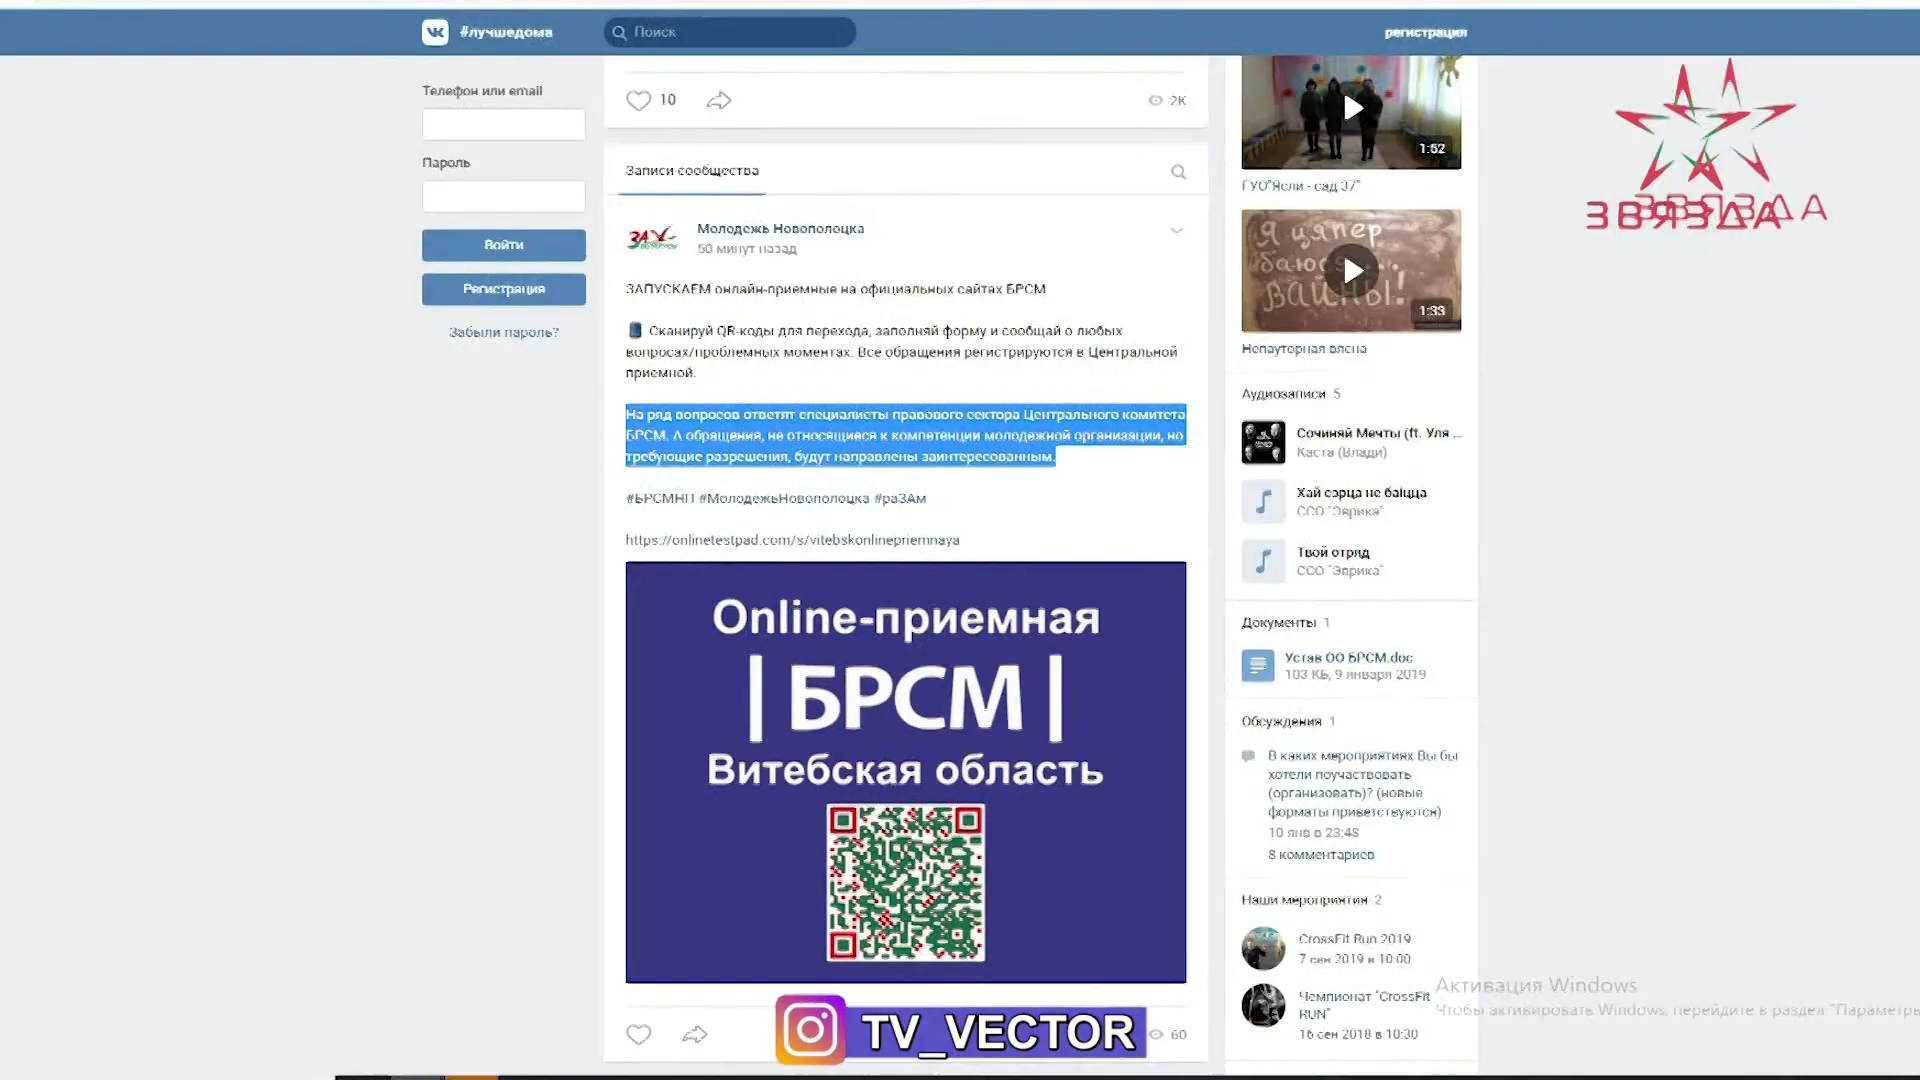 #лучшедома
Поиск
регистрация
Телефон или email
Пароль
Войти
Регистрация
Забыли пароль?
10
2K
Записи сообщества
Молодежь Новополоцка
50 минут назад
ЗАПУСКАЕМ онлайн-приемные на официальных сайтах БРСМ
Сканируй QR-коды для перехода, заполняй форму и сообщай о любых
вопросах/проблемных моментах. Все обращения регистрируются в Центральной
приемной.
На ряд вопросов ответят специалисты правового сектора Центрального комитета
БРСМ. А обращения, не относящиеся к компетенции молодежной организации, но
требующие разрешения, будут направлены заинтересованным.
#БРСМНП #МолодежьНовополоцка #раЗАм
https://onlinetestpad.com/s/vitebskonlinepriemnaya
Online-приемная
|БРСМ|
Витебская область
60
TV_VECTOR
1:52
ГУО"Ясли - сад 37"
Я цяпер
баюся...
вайны!
1:33
Непауторная вясна
Аудиозаписи 5
Сочиняй Мечты (ft. Уля ...
Каста (Влади)
Хай сэрца не баіцца
ССО "Эврика"
Твой отряд
ССО "Эврика"
Документы 1
Устав ОО БРСМ.doc
103 КБ, 9 января 2019
Обсуждения 1
В каких мероприятиях Вы бы
хотели поучаствовать
(организовать)? (новые
форматы приветствуются)
10 янв в 23:48
8 комментариев
Наши мероприятия 2
CrossFit Run 2019
7 сен 2019 в 10:00
Чемпионат "CrossFit
RUN"
16 сен 2018 в 10:30
ЗВЯЗДА
Активация Windows
Чтобы активировать Windows, перейдите в раздел "Параметры